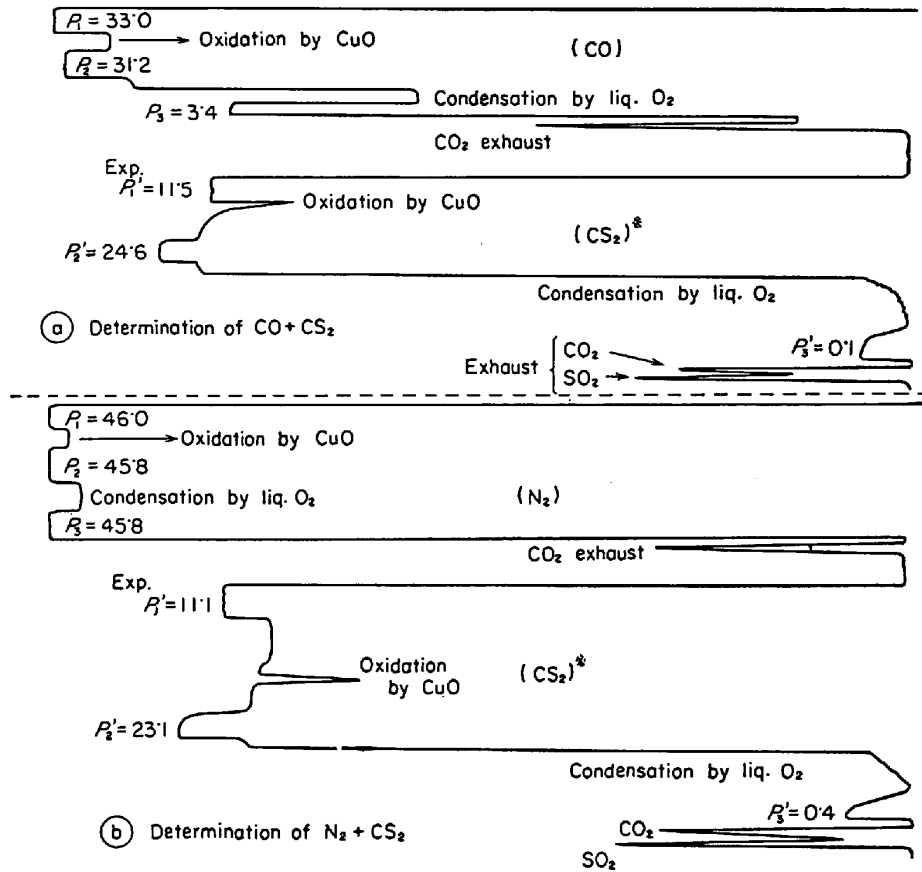 P₁ = 33·0
Oxidation by CuO
(CO)
P₂ = 31·2
Condensation by liq. O₂
P₃ = 3·4
CO₂ exhaust
Exp.
P₁' = 11·5
Oxidation by CuO
(CS₂)*
P₂' = 24·6
Condensation by liq. O₂
ⓐ Determination of CO + CS₂
P₃' = 0·1
Exhaust { CO₂
SO₂
P₁ = 46·0
Oxidation by CuO
P₂ = 45·8
Condensation by liq. O₂
(N₂)
P₃ = 45·8
CO₂ exhaust
Exp.
P₁' = 11·1
Oxidation
by CuO
(CS₂)*
P₂' = 23·1
Condensation by liq. O₂
P₃' = 0·4
ⓑ Determination of N₂ + CS₂
CO₂
SO₂